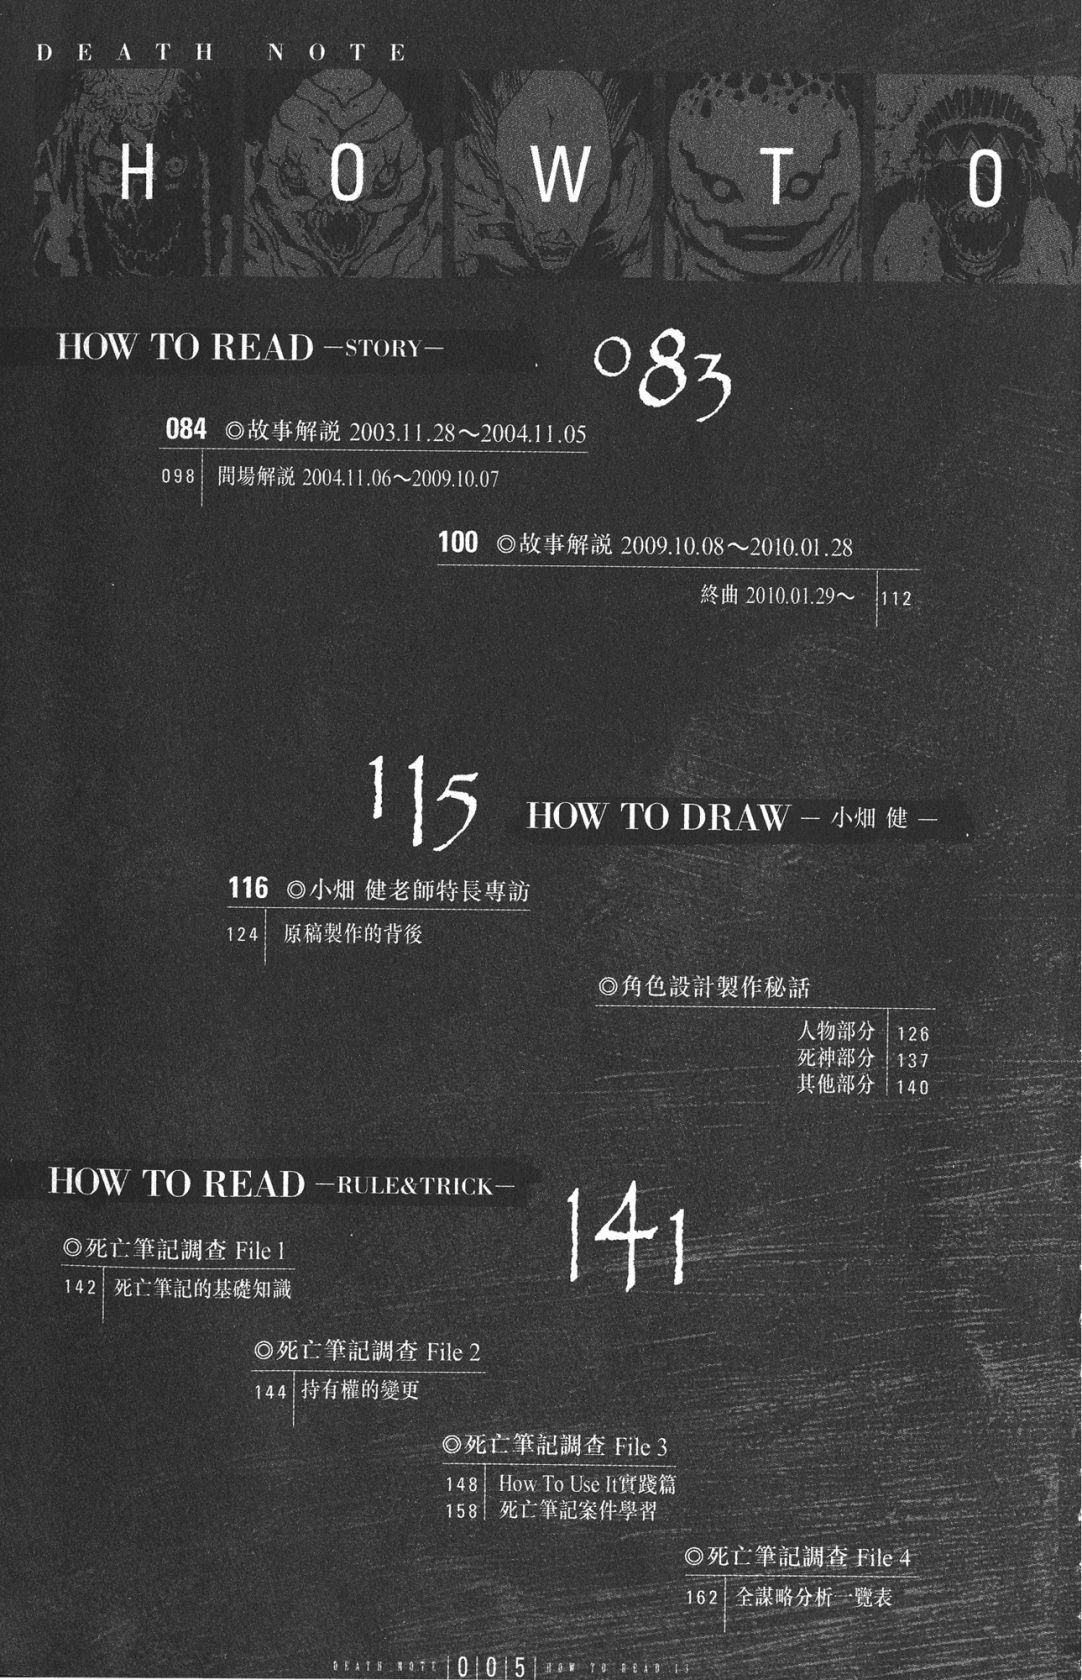 DEATH NOTE
HOW TO
HOW TO READ —STORY— 083
084 ◎故事解說 2003.11.28～2004.11.05
098 間場解說 2004.11.06～2009.10.07
100 ◎故事解說 2009.10.08～2010.01.28
終曲 2010.01.29～ 112
115 HOW TO DRAW — 小畑 健 —
116 ◎小畑 健老師特長專訪
124 原稿製作的背後
◎角色設計製作秘話
人物部分 126
死神部分 137
其他部分 140
HOW TO READ —RULE&TRICK— 141
◎死亡筆記調查 File 1
142 死亡筆記的基礎知識
◎死亡筆記調查 File 2
144 持有權的變更
◎死亡筆記調查 File 3
148 How To Use It實踐篇
158 死亡筆記案件學習
◎死亡筆記調查 File 4
162 全謀略分析一覽表
DEATH NOTE 005 HOW TO READ 13